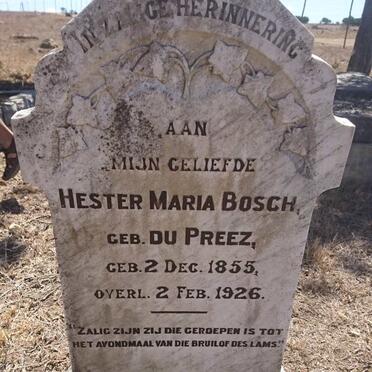 IN LIEFDE HERINNERING
AAN
MIJN GELIEFDE
HESTER MARIA BOSCH,
GEB. DU PREEZ,
GEB. 2 DEC. 1855,
OVERL. 2 FEB. 1926.
"ZALIG ZIJN ZIJ DIE GEROEPEN IS TOT
HET AVONDMAAL VAN DIE BRUILOF DES LAMS."